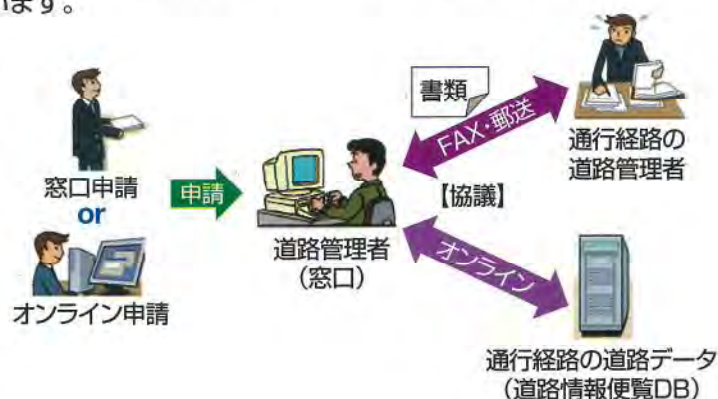 います。
書類
FAX・郵送
通行経路の
道路管理者
窓口申請
or
オンライン申請
申請
道路管理者
（窓口）
【協議】
オンライン
通行経路の道路データ
（道路情報便覧DB）